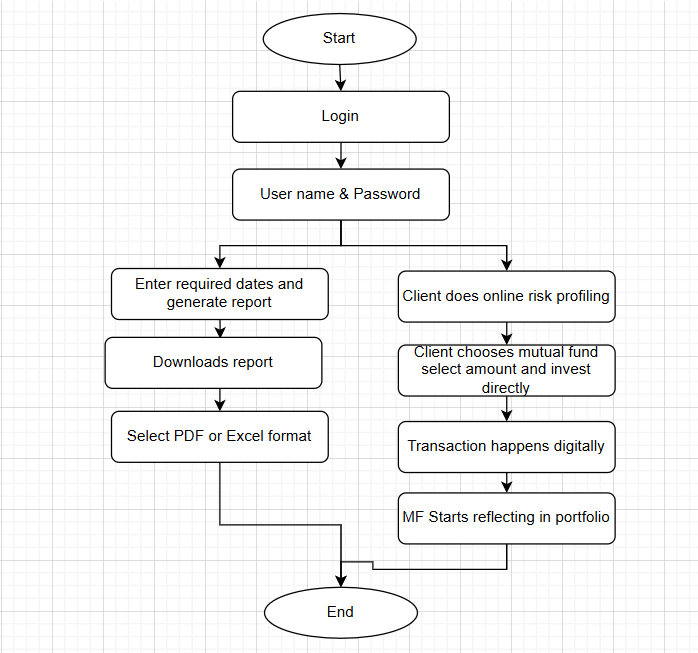 Start
Login
User name & Password
Enter required dates and
generate report
Downloads report
Select PDF or Excel format
Client does online risk profiling
Client chooses mutual fund
select amount and invest
directly
Transaction happens digitally
MF Starts reflecting in portfolio
End